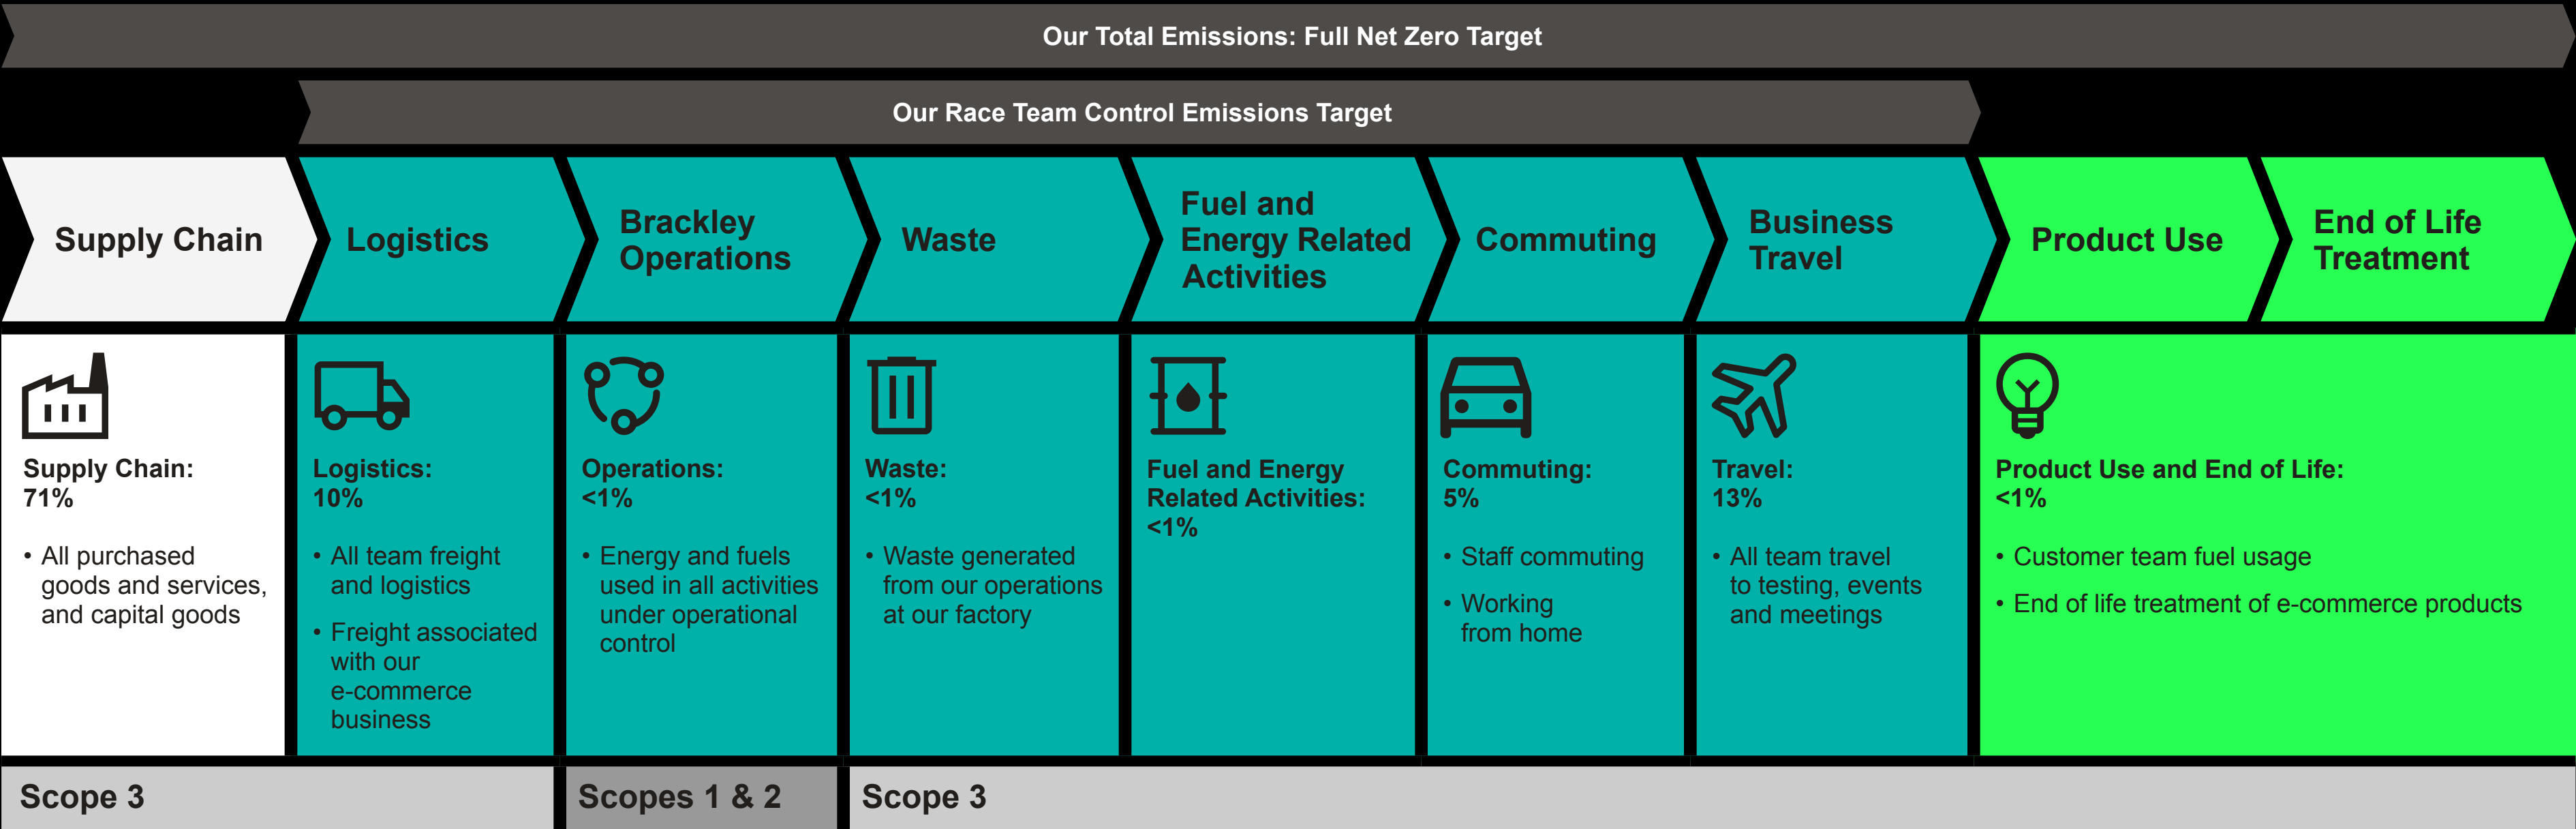 Our Total Emissions: Full Net Zero Target
Our Race Team Control Emissions Target
Supply Chain
Logistics
Brackley
Operations
Waste
Fuel and
Energy Related
Activities
Commuting
Business
Travel
Product Use
End of Life
Treatment
Supply Chain:
71%
• All purchased
goods and services,
and capital goods
Logistics:
10%
• All team freight
and logistics
• Freight associated
with our
e-commerce
business
Operations:
<1%
• Energy and fuels
used in all activities
under operational
control
Waste:
<1%
• Waste generated
from our operations
at our factory
Fuel and Energy
Related Activities:
<1%
Commuting:
5%
• Staff commuting
• Working
from home
Travel:
13%
• All team travel
to testing, events
and meetings
Product Use and End of Life:
<1%
• Customer team fuel usage
• End of life treatment of e-commerce products
Scope 3
Scopes 1 & 2
Scope 3